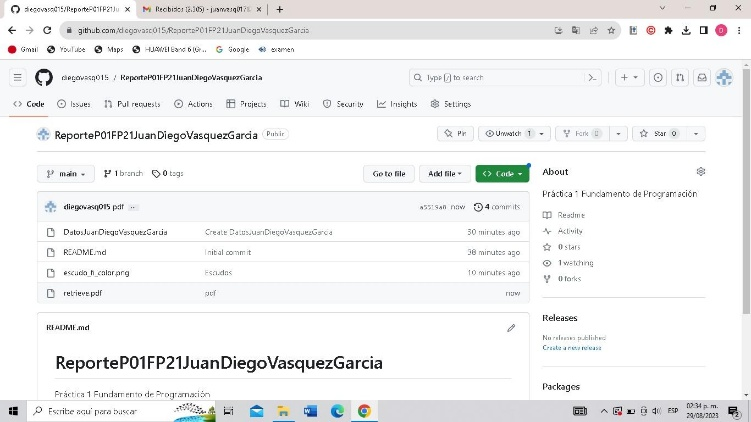 diegovasq015/ReporteP01FP21Ju
Recibidos (2,505) - juanvasq017@
github.com/diegovasq015/ReporteP01FP21JuanDiegoVasquezGarcia
Gmail YouTube Maps HUAWEI Band 6 (Gr... Google examen
diegovasq015 / ReporteP01FP21JuanDiegoVasquezGarcia
Type / to search
Code Issues Pull requests Actions Projects Wiki Security Insights Settings
ReporteP01FP21JuanDiegoVasquezGarcia Public
Pin Unwatch 1 Fork 0 Star 0
main 1 branch 0 tags
Go to file Add file Code
About
Práctica 1 Fundamento de Programación
Readme
Activity
0 stars
1 watching
0 forks
diegovasq015 pdf ... now 4 commits
DatosJuanDiegoVasquezGarcia Create DatosJuanDiegoVasquezGarcia 30 minutes ago
README.md Initial commit 38 minutes ago
escudo_fi_color.png Escudos 10 minutes ago
retrieve.pdf pdf now
Releases
No releases published
Create a new release
Packages
README.md
ReporteP01FP21JuanDiegoVasquezGarcia
Práctica 1 Fundamento de Programación
Escribe aquí para buscar
ESP
02:34 p. m.
29/08/2023
2